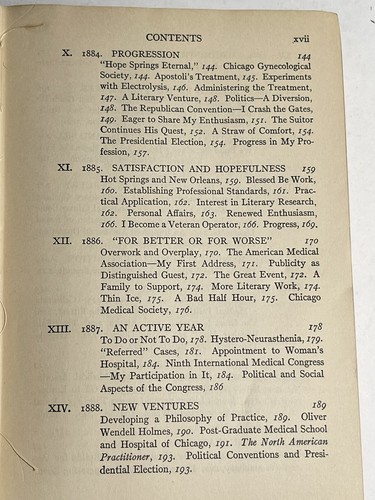 CONTENTS xvii
X. 1884. PROGRESSION 144
"Hope Springs Eternal," 144. Chicago Gynecological
Society, 144. Apostoli's Treatment, 145. Experiments
with Electrolysis, 146. Administering the Treatment,
147. A Literary Venture, 148. Politics—A Diversion,
148. The Republican Convention—I Crash the Gates,
149. Eager to Share My Enthusiasm, 151. The Suitor
Continues His Quest, 152. A Straw of Comfort, 154.
The Presidential Election, 154. Progress in My Pro-
fession, 157.
XI. 1885. SATISFACTION AND HOPEFULNESS 159
Hot Springs and New Orleans, 159. Blessed Be Work,
160. Establishing Professional Standards, 161. Prac-
tical Application, 162. Interest in Literary Research,
162. Personal Affairs, 163. Renewed Enthusiasm,
166. I Become a Veteran Operator, 166. Progress, 169.
XII. 1886. "FOR BETTER OR FOR WORSE" 170
Overwork and Overplay, 170. The American Medical
Association—My First Address, 171. Publicity as
Distinguished Guest, 172. The Great Event, 172. A
Family to Support, 174. More Literary Work, 174.
Thin Ice, 175. A Bad Half Hour, 175. Chicago
Medical Society, 176.
XIII. 1887. AN ACTIVE YEAR 178
To Do or Not To Do, 178. Hystero-Neurasthenia, 179.
"Referred" Cases, 181. Appointment to Woman's
Hospital, 184. Ninth International Medical Congress
—My Participation in It, 184. Political and Social
Aspects of the Congress, 186
XIV. 1888. NEW VENTURES 189
Developing a Philosophy of Practice, 189. Oliver
Wendell Holmes, 190. Post-Graduate Medical School
and Hospital of Chicago, 191. The North American
Practitioner, 193. Political Conventions and Presi-
dential Election, 193.